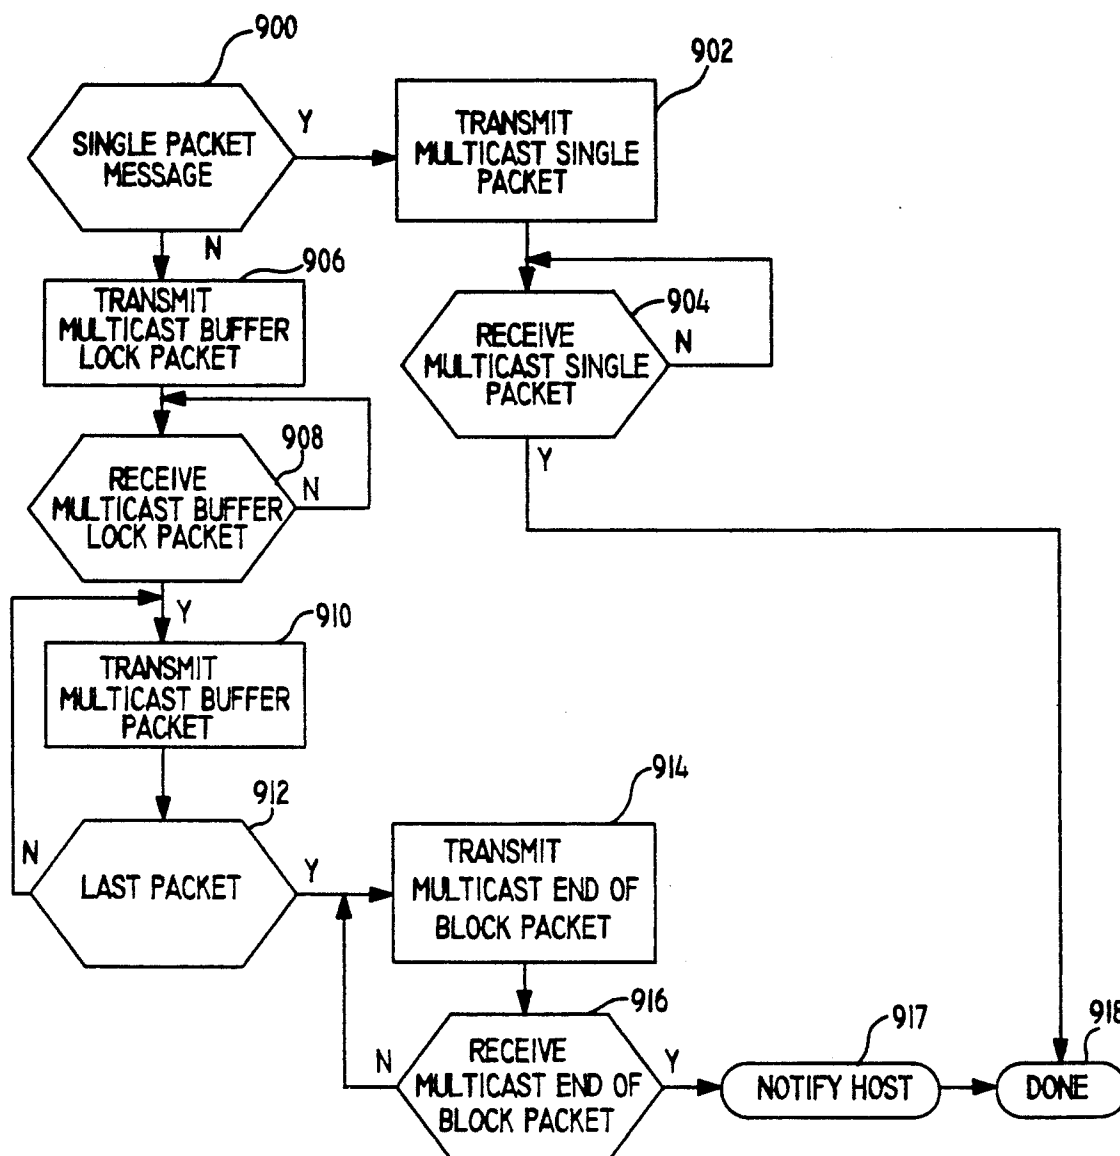 900
SINGLE PACKET
MESSAGE
Y
N
902
TRANSMIT
MULTICAST SINGLE
PACKET
906
TRANSMIT
MULTICAST BUFFER
LOCK PACKET
904
RECEIVE
MULTICAST SINGLE
PACKET
N
Y
908
RECEIVE
MULTICAST BUFFER
LOCK PACKET
N
Y
910
TRANSMIT
MULTICAST BUFFER
PACKET
912
N
LAST PACKET
Y
914
TRANSMIT
MULTICAST END OF
BLOCK PACKET
916
N
RECEIVE
MULTICAST END OF
BLOCK PACKET
Y
917
NOTIFY HOST
918
DONE